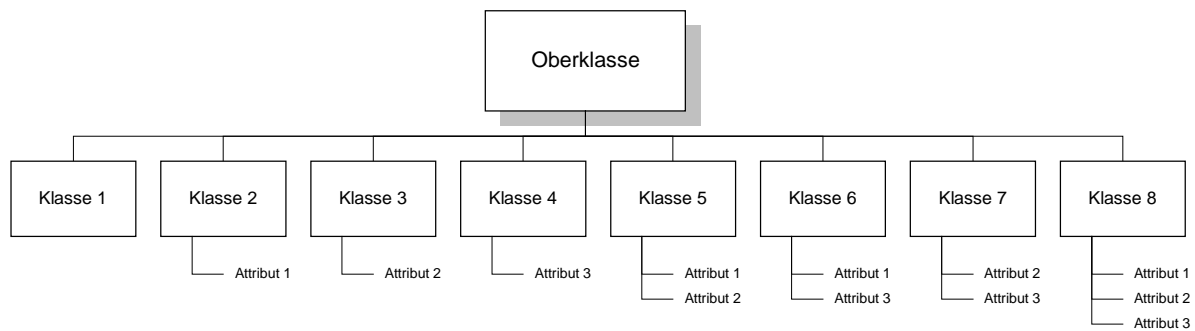 Oberklasse
Klasse 1
Klasse 2
Klasse 3
Klasse 4
Klasse 5
Klasse 6
Klasse 7
Klasse 8
Attribut 1
Attribut 2
Attribut 3
Attribut 1
Attribut 2
Attribut 1
Attribut 3
Attribut 2
Attribut 3
Attribut 1
Attribut 2
Attribut 3